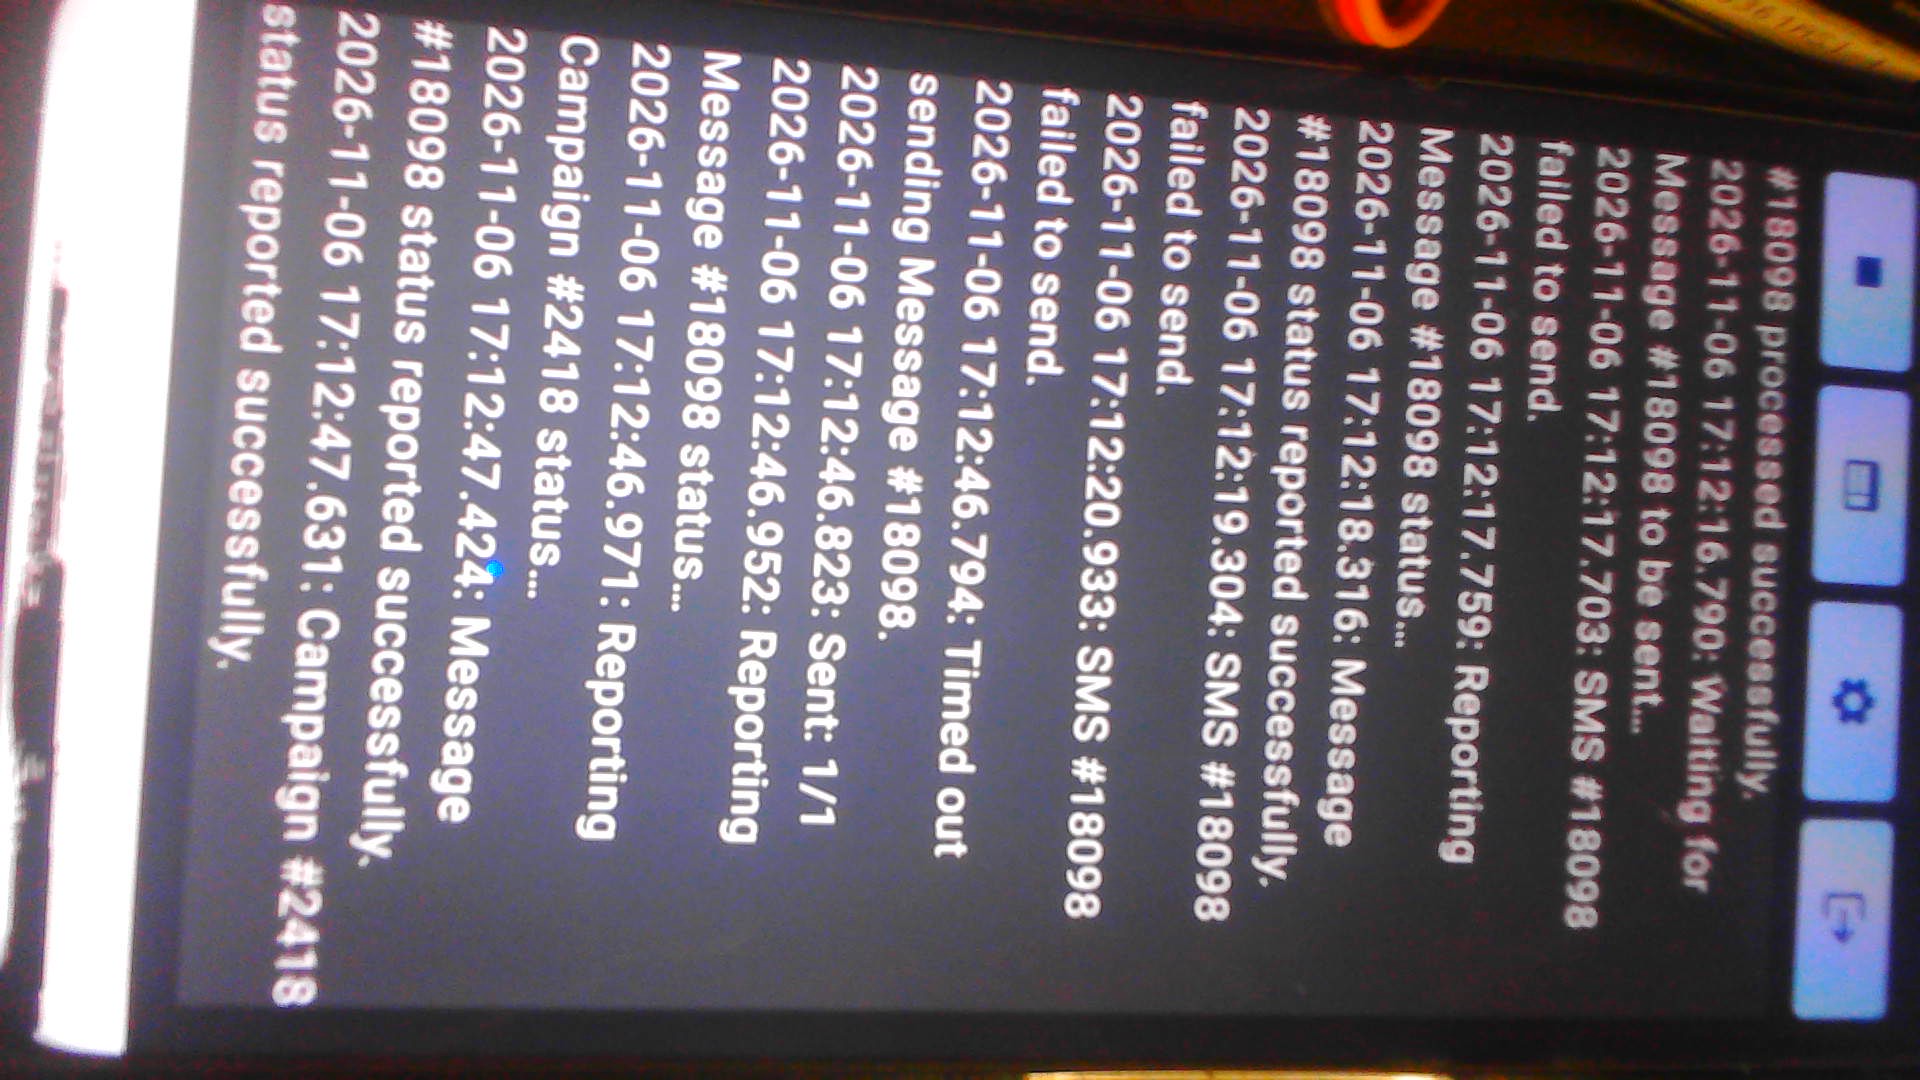 #18098 processed successfully.
2026-11-06 17:12:16.790: Waiting for
Message #18098 to be sent...
2026-11-06 17:12:17.703: SMS #18098
failed to send.
2026-11-06 17:12:17.759: Reporting
Message #18098 status...
2026-11-06 17:12:18.316: Message
#18098 status reported successfully.
2026-11-06 17:12:19.304: SMS #18098
failed to send.
2026-11-06 17:12:20.933: SMS #18098
failed to send.
2026-11-06 17:12:46.794: Timed out
sending Message #18098.
2026-11-06 17:12:46.823: Sent: 1/1
2026-11-06 17:12:46.952: Reporting
Message #18098 status...
2026-11-06 17:12:46.971: Reporting
Campaign #2418 status...
2026-11-06 17:12:47.424: Message
#18098 status reported successfully.
2026-11-06 17:12:47.631: Campaign #2418
status reported successfully.